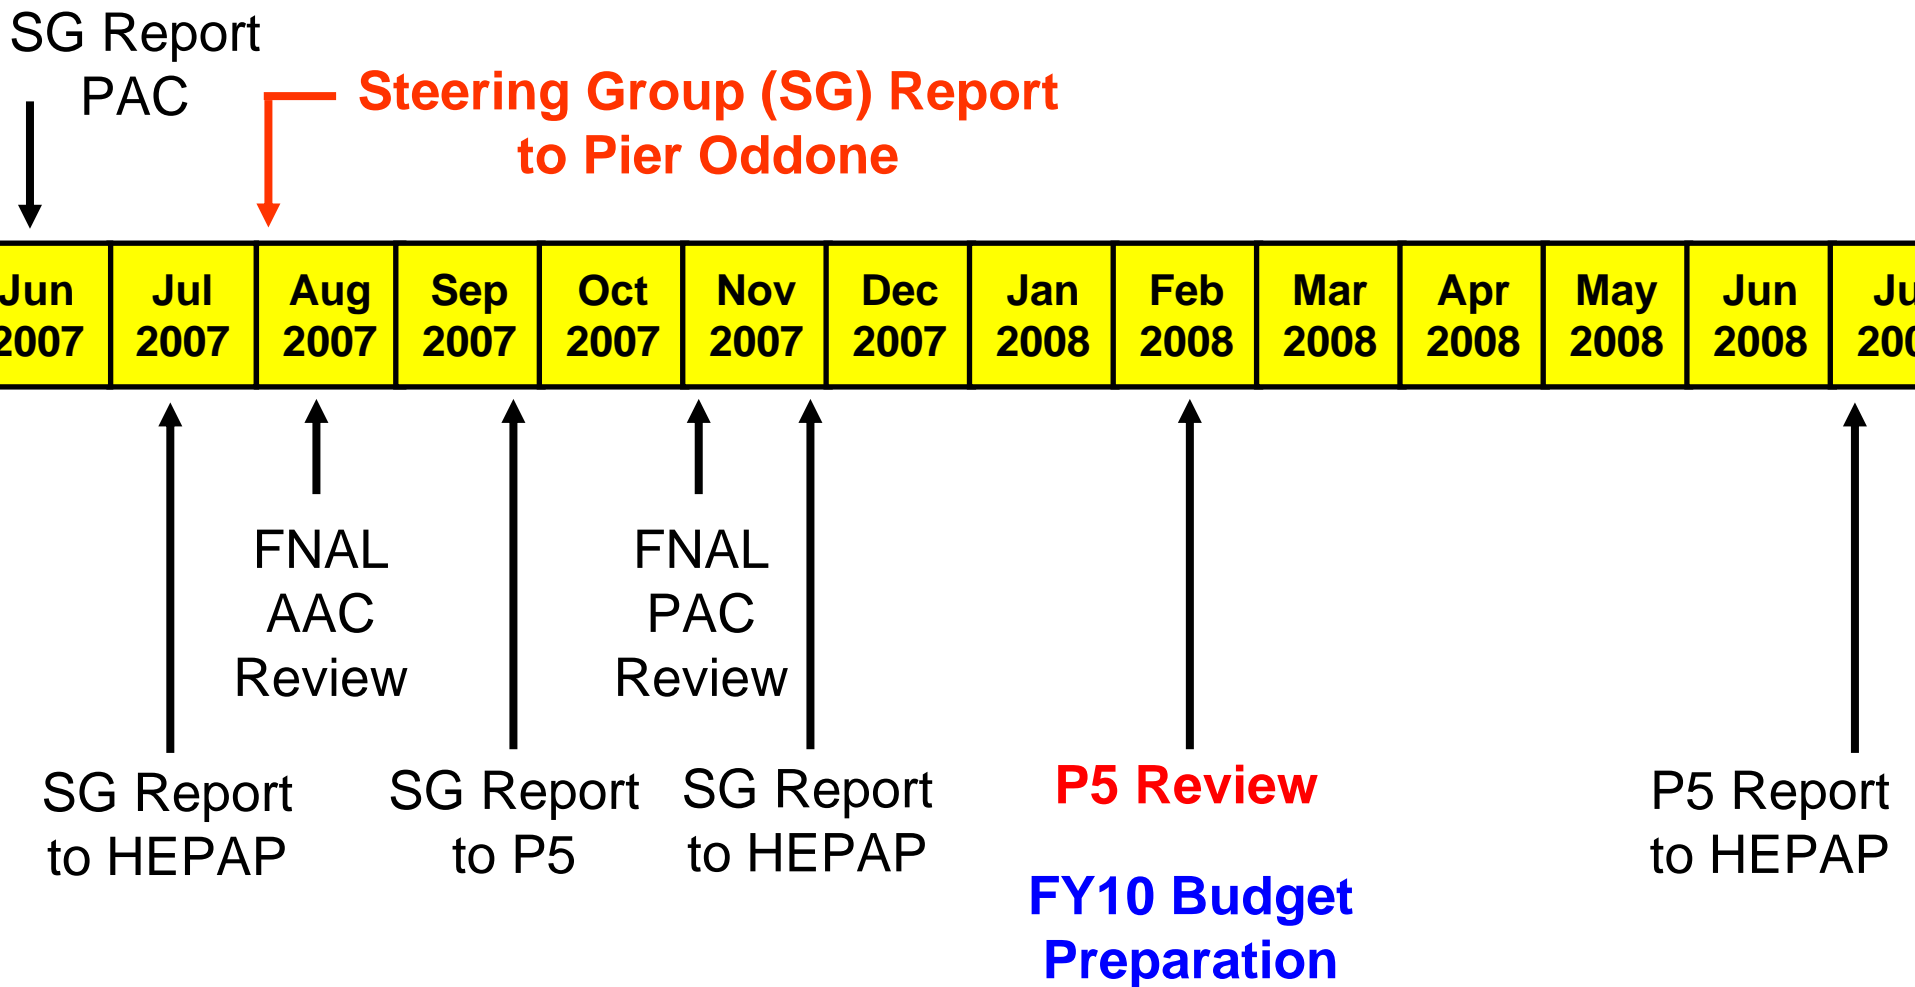 SG Report
PAC
Steering Group (SG) Report
to Pier Oddone
Jun
2007
Jul
2007
Aug
2007
Sep
2007
Oct
2007
Nov
2007
Dec
2007
Jan
2008
Feb
2008
Mar
2008
Apr
2008
May
2008
Jun
2008
FNAL
AAC
Review
FNAL
PAC
Review
SG Report
to HEPAP
SG Report
to P5
SG Report
to HEPAP
P5 Review
FY10 Budget
Preparation
P5 Report
to HEPAP